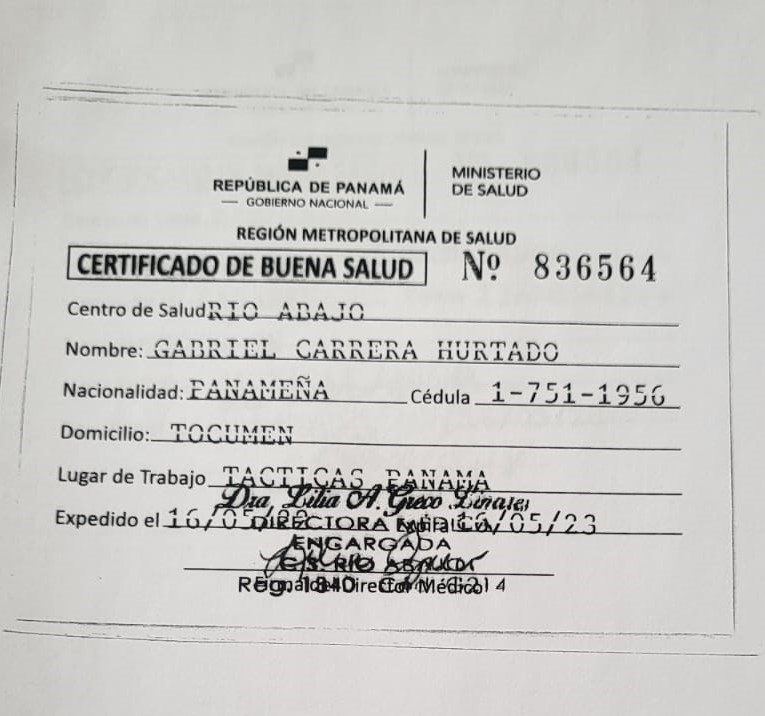 REPÚBLICA DE PANAMÁ
— GOBIERNO NACIONAL —
MINISTERIO
DE SALUD
REGIÓN METROPOLITANA DE SALUD
CERTIFICADO DE BUENA SALUD Nº 836564
Centro de Salud RIO ABAJO
Nombre: GABRIEL CARRERA HURTADO
Nacionalidad: PANAMEÑA Cédula 1-751-1956
Domicilio: TOCUMEN
Lugar de Trabajo TACTICAS PANAMA
Dra. Lilia A. Greco Linares
Expedido el 16/05/22 Expira el 16/05/23
DIRECTORA MÉDICA
ENCARGADA
C.S. RIO ABAJO
Firma del Director Médico
Reg. 1840